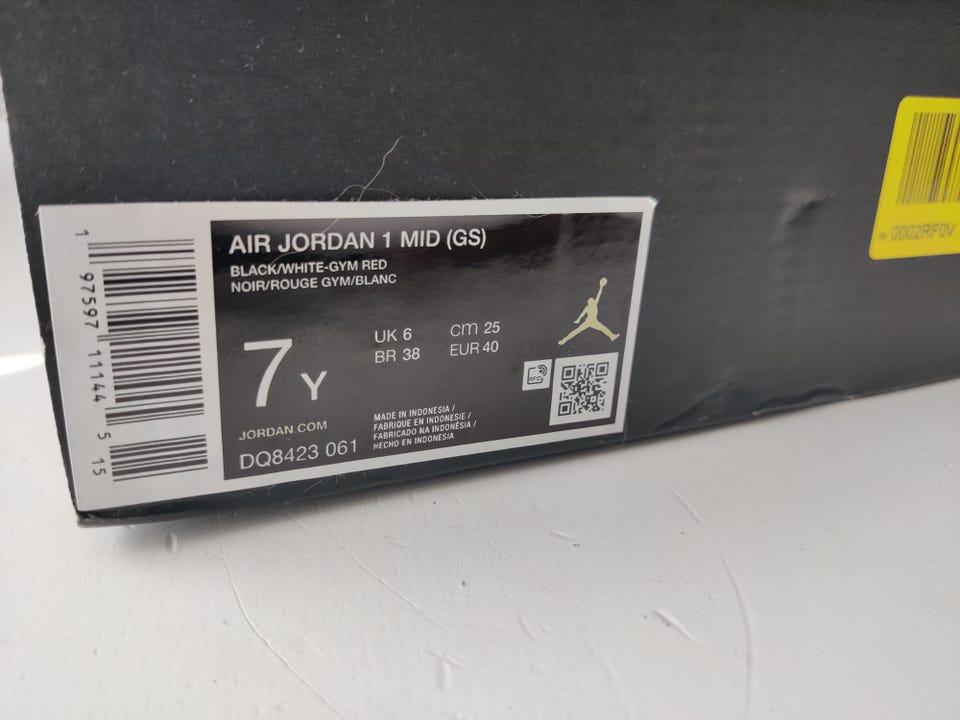 AIR JORDAN 1 MID (GS)
BLACK/WHITE-GYM RED
NOIR/ROUGE GYM/BLANC
7Y
UK 6
BR 38
cm 25
EUR 40
RFID
MADE IN INDONESIA /
FABRIQUE EN INDONESIE /
FABRICADO NA INDONÉSIA /
HECHO EN INDONESIA
JORDAN.COM
DQ8423 061
1 97597 11144 5 15
0002RF0V